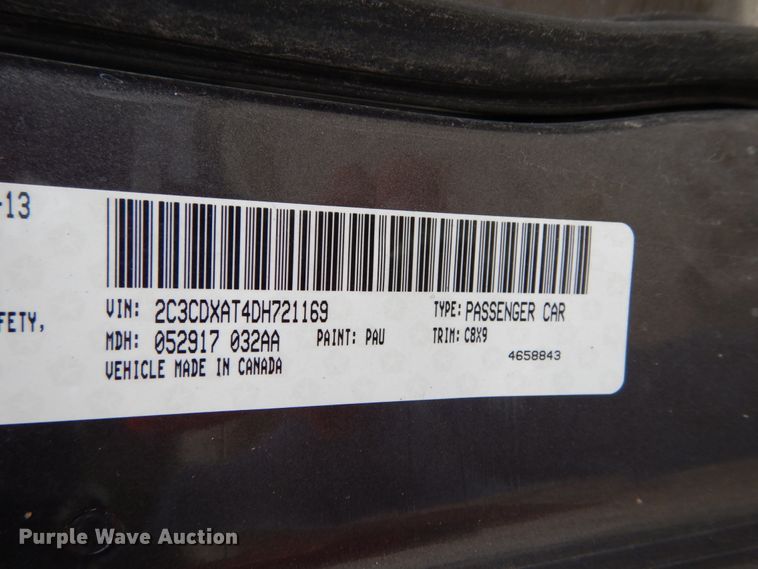 -13
FETY,
VIN: 2C3CDXAT4DH721169 TYPE: PASSENGER CAR
MDH: 052917 032AA PAINT: PAU TRIM: C8X9
VEHICLE MADE IN CANADA 4658843
Purple Wave Auction